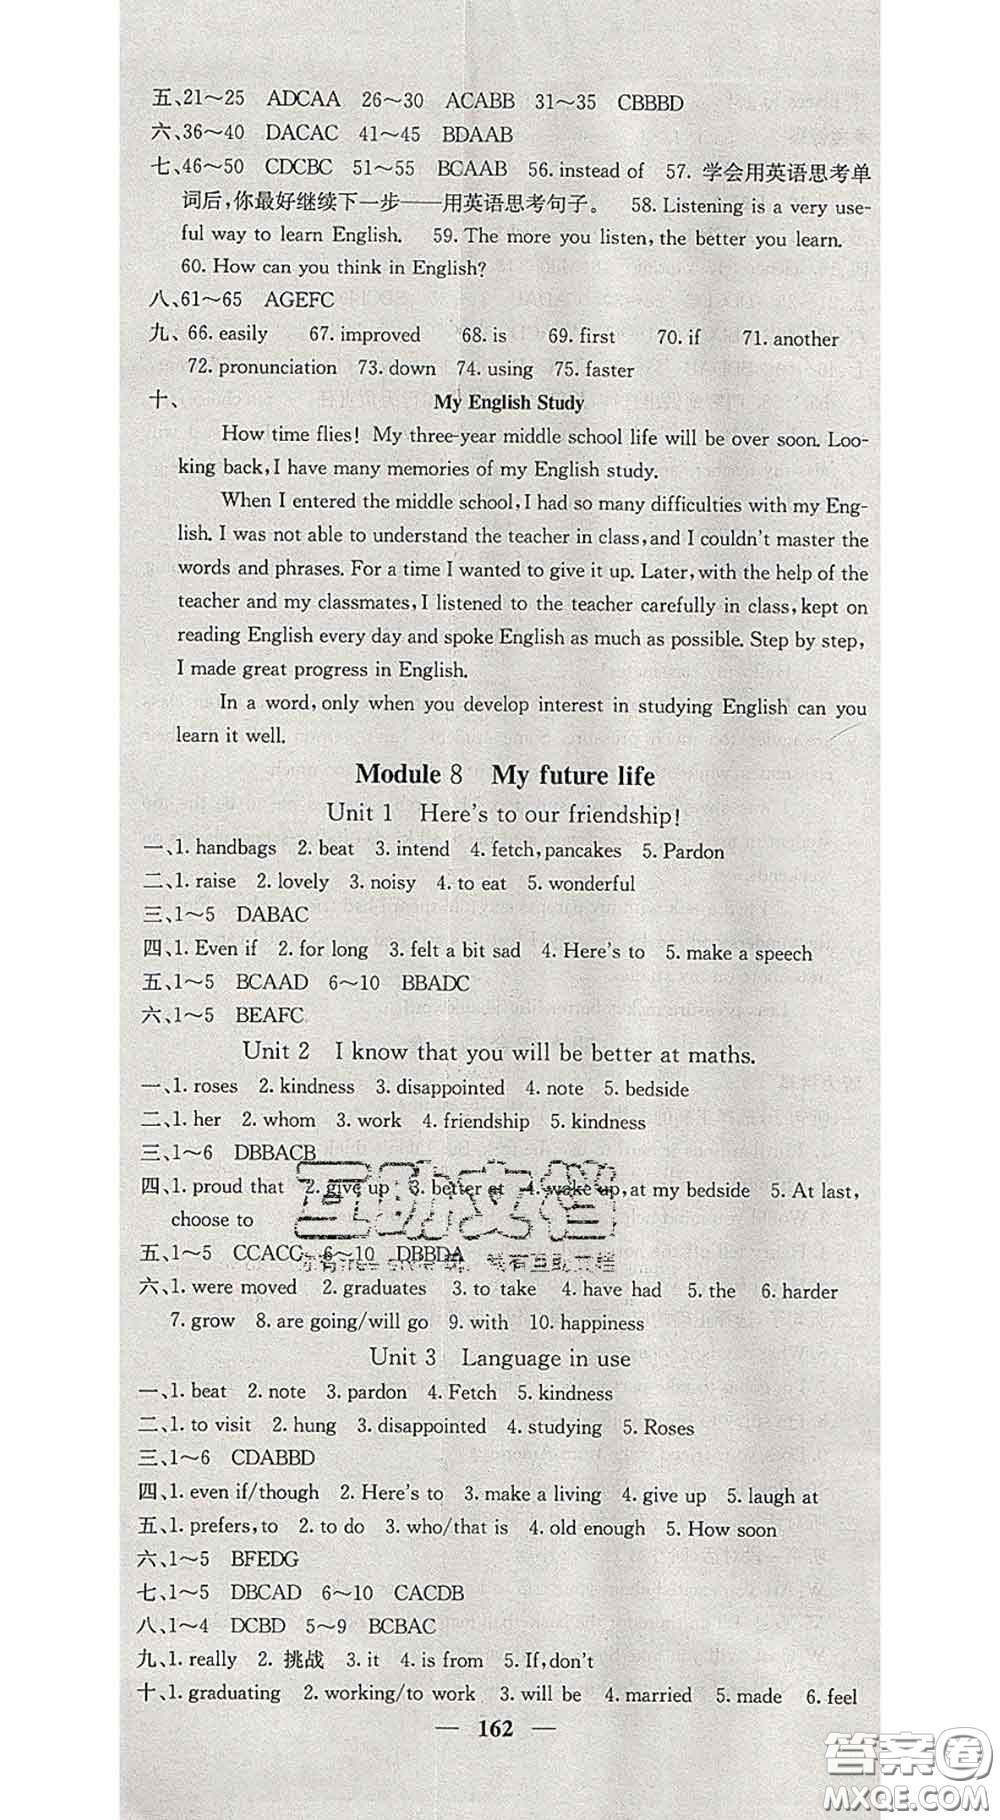 五、21～25 ADCAA 26～30 ACABB 31～35 CBBBD
六、36～40 DACAC 41～45 BDAAB
七、46～50 CDCBC 51～55 BCAAB 56. instead of 57. 学会用英语思考单
词后,你最好继续下一步——用英语思考句子。 58. Listening is a very use-
ful way to learn English. 59. The more you listen, the better you learn.
60. How can you think in English?
八、61～65 AGEFC
九、66. easily 67. improved 68. is 69. first 70. if 71. another
72. pronunciation 73. down 74. using 75. faster
十、 My English Study
How time flies! My three-year middle school life will be over soon. Loo-
king back, I have many memories of my English study.
When I entered the middle school, I had so many difficulties with my Eng-
lish. I was not able to understand the teacher in class, and I couldn't master the
words and phrases. For a time I wanted to give it up. Later, with the help of the
teacher and my classmates, I listened to the teacher carefully in class, kept on
reading English every day and spoke English as much as possible. Step by step,
I made great progress in English.
In a word, only when you develop interest in studying English can you
learn it well.
Module 8 My future life
Unit 1 Here's to our friendship!
一、1. handbags 2. beat 3. intend 4. fetch, pancakes 5. Pardon
二、1. raise 2. lovely 3. noisy 4. to eat 5. wonderful
三、1～5 DABAC
四、1. Even if 2. for long 3. felt a bit sad 4. Here's to 5. make a speech
五、1～5 BCAAD 6～10 BBADC
六、1～5 BEAFC
Unit 2 I know that you will be better at maths.
一、1. roses 2. kindness 3. disappointed 4. note 5. bedside
二、1. her 2. whom 3. work 4. friendship 5. kindness
三、1～6 DBBACB
四、1. proud that 2. give up 3. better at 4. wake up, at my bedside 5. At last,
choose to
五、1～5 CCACC 6～10 DBBDA
六、1. were moved 2. graduates 3. to take 4. have had 5. the 6. harder
7. grow 8. are going/will go 9. with 10. happiness
Unit 3 Language in use
一、1. beat 2. note 3. pardon 4. Fetch 5. kindness
二、1. to visit 2. hung 3. disappointed 4. studying 5. Roses
三、1～6 CDABBD
四、1. even if/though 2. Here's to 3. make a living 4. give up 5. laugh at
五、1. prefers, to 2. to do 3. who/that is 4. old enough 5. How soon
六、1～5 BFEDG
七、1～5 DBCAD 6～10 CACDB
八、1～4 DCBD 5～9 BCBAC
九、1. really 2. 挑战 3. it 4. is from 5. If, don't
十、1. graduating 2. working/to work 3. will be 4. married 5. made 6. feel
— 162 —
互助文档
答案圈
MXQE.COM